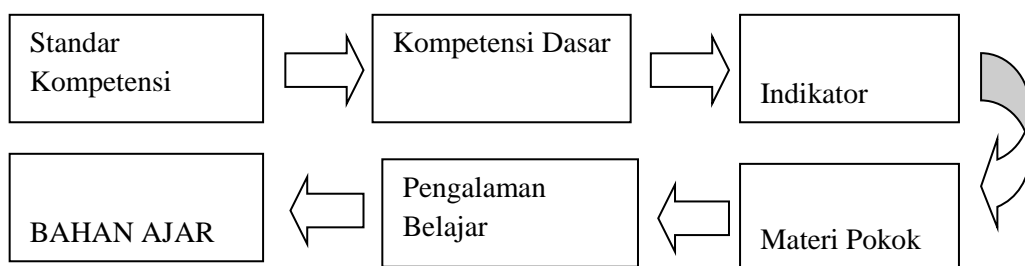 Standar
Kompetensi
Kompetensi Dasar
Indikator
Materi Pokok
Pengalaman
Belajar
BAHAN AJAR